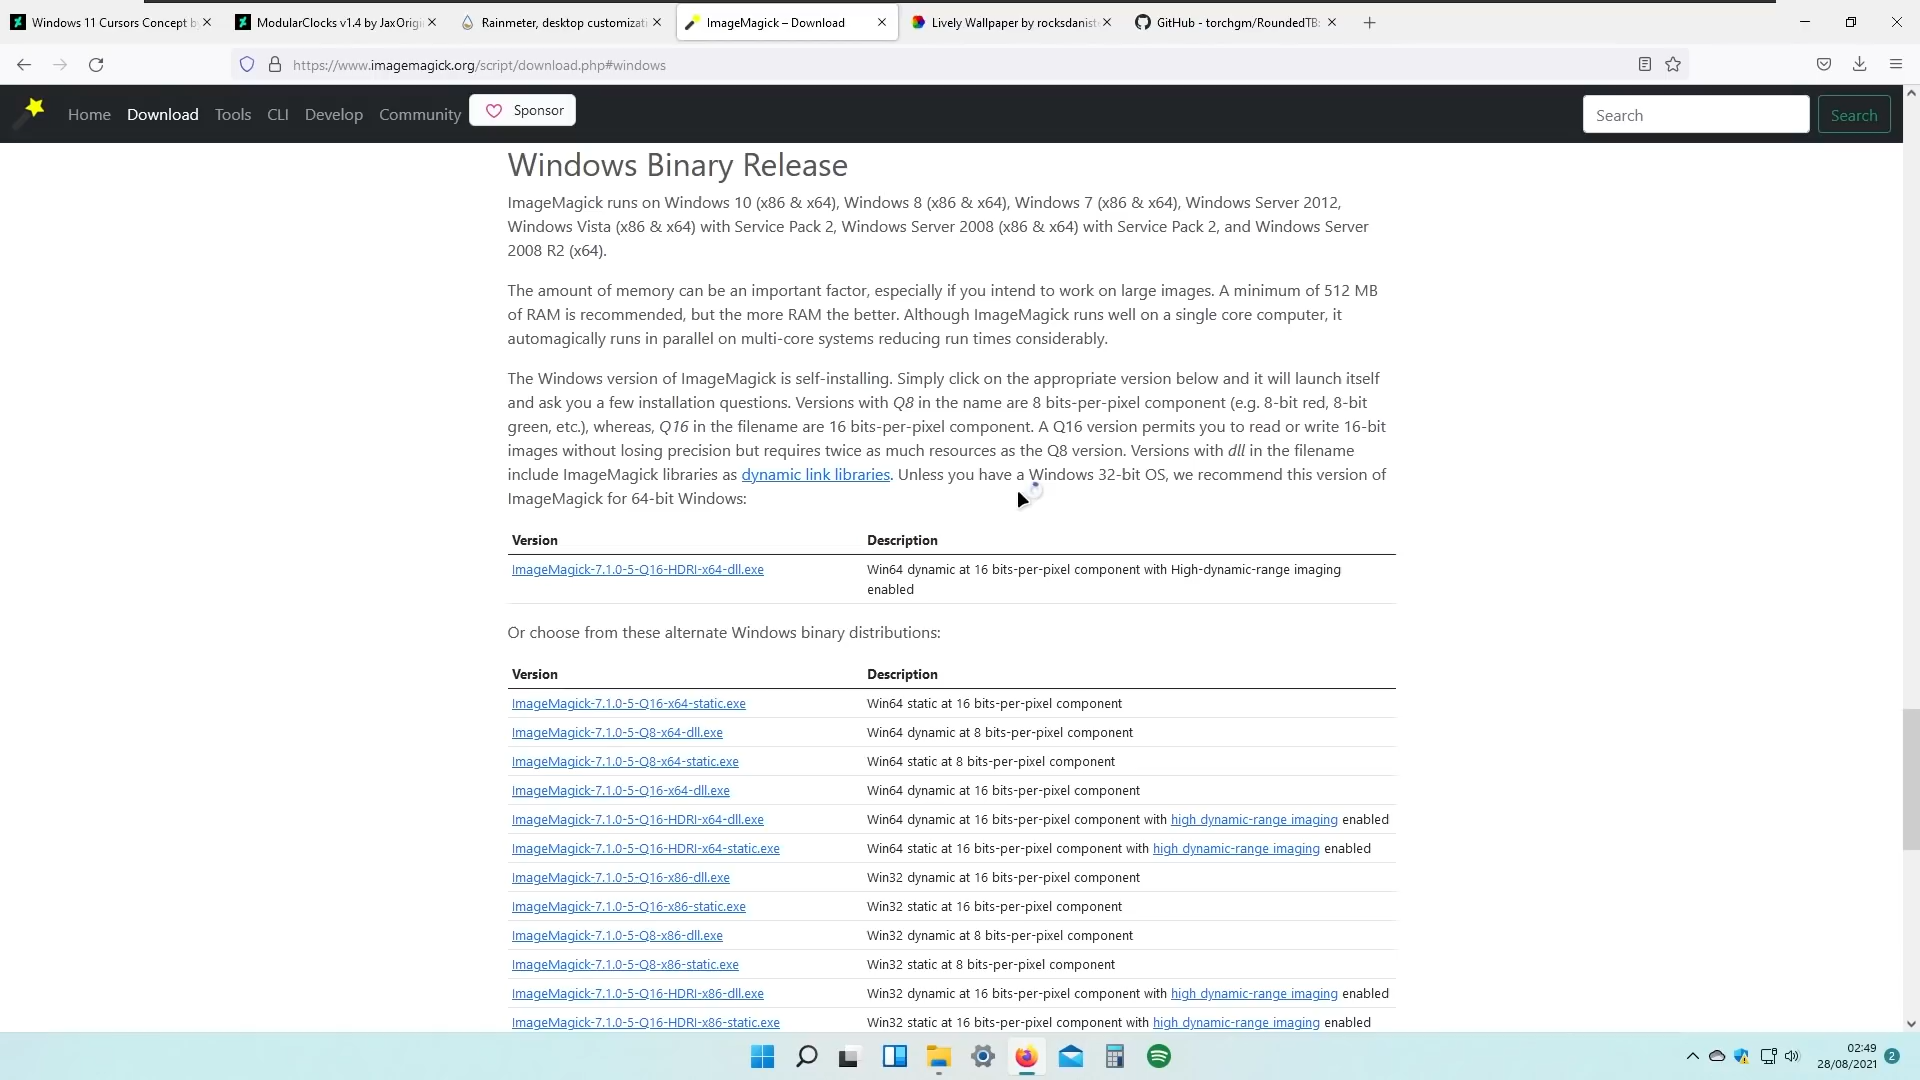 Windows 11 Cursors Concept b
ModularClocks v1.4 by JaxOrigi
Rainmeter, desktop customizati
ImageMagick – Download
Lively Wallpaper by rocksdanist
GitHub - torchgm/RoundedTB:
https://www.imagemagick.org/script/download.php#windows
Home
Download
Tools
CLI
Develop
Community
Sponsor
Search
Search
Windows Binary Release
ImageMagick runs on Windows 10 (x86 & x64), Windows 8 (x86 & x64), Windows 7 (x86 & x64), Windows Server 2012,
Windows Vista (x86 & x64) with Service Pack 2, Windows Server 2008 (x86 & x64) with Service Pack 2, and Windows Server
2008 R2 (x64).
The amount of memory can be an important factor, especially if you intend to work on large images. A minimum of 512 MB
of RAM is recommended, but the more RAM the better. Although ImageMagick runs well on a single core computer, it
automagically runs in parallel on multi-core systems reducing run times considerably.
The Windows version of ImageMagick is self-installing. Simply click on the appropriate version below and it will launch itself
and ask you a few installation questions. Versions with Q8 in the name are 8 bits-per-pixel component (e.g. 8-bit red, 8-bit
green, etc.), whereas, Q16 in the filename are 16 bits-per-pixel component. A Q16 version permits you to read or write 16-bit
images without losing precision but requires twice as much resources as the Q8 version. Versions with dll in the filename
include ImageMagick libraries as dynamic link libraries. Unless you have a Windows 32-bit OS, we recommend this version of
ImageMagick for 64-bit Windows:
Version Description
ImageMagick-7.1.0-5-Q16-HDRI-x64-dll.exe Win64 dynamic at 16 bits-per-pixel component with High-dynamic-range imaging
enabled
Or choose from these alternate Windows binary distributions:
Version Description
ImageMagick-7.1.0-5-Q16-x64-static.exe Win64 static at 16 bits-per-pixel component
ImageMagick-7.1.0-5-Q8-x64-dll.exe Win64 dynamic at 8 bits-per-pixel component
ImageMagick-7.1.0-5-Q8-x64-static.exe Win64 static at 8 bits-per-pixel component
ImageMagick-7.1.0-5-Q16-x64-dll.exe Win64 dynamic at 16 bits-per-pixel component
ImageMagick-7.1.0-5-Q16-HDRI-x64-dll.exe Win64 dynamic at 16 bits-per-pixel component with high dynamic-range imaging enabled
ImageMagick-7.1.0-5-Q16-HDRI-x64-static.exe Win64 static at 16 bits-per-pixel component with high dynamic-range imaging enabled
ImageMagick-7.1.0-5-Q16-x86-dll.exe Win32 dynamic at 16 bits-per-pixel component
ImageMagick-7.1.0-5-Q16-x86-static.exe Win32 static at 16 bits-per-pixel component
ImageMagick-7.1.0-5-Q8-x86-dll.exe Win32 dynamic at 8 bits-per-pixel component
ImageMagick-7.1.0-5-Q8-x86-static.exe Win32 static at 8 bits-per-pixel component
ImageMagick-7.1.0-5-Q16-HDRI-x86-dll.exe Win32 dynamic at 16 bits-per-pixel component with high dynamic-range imaging enabled
ImageMagick-7.1.0-5-Q16-HDRI-x86-static.exe Win32 static at 16 bits-per-pixel component with high dynamic-range imaging enabled
02:49
28/08/2021
2